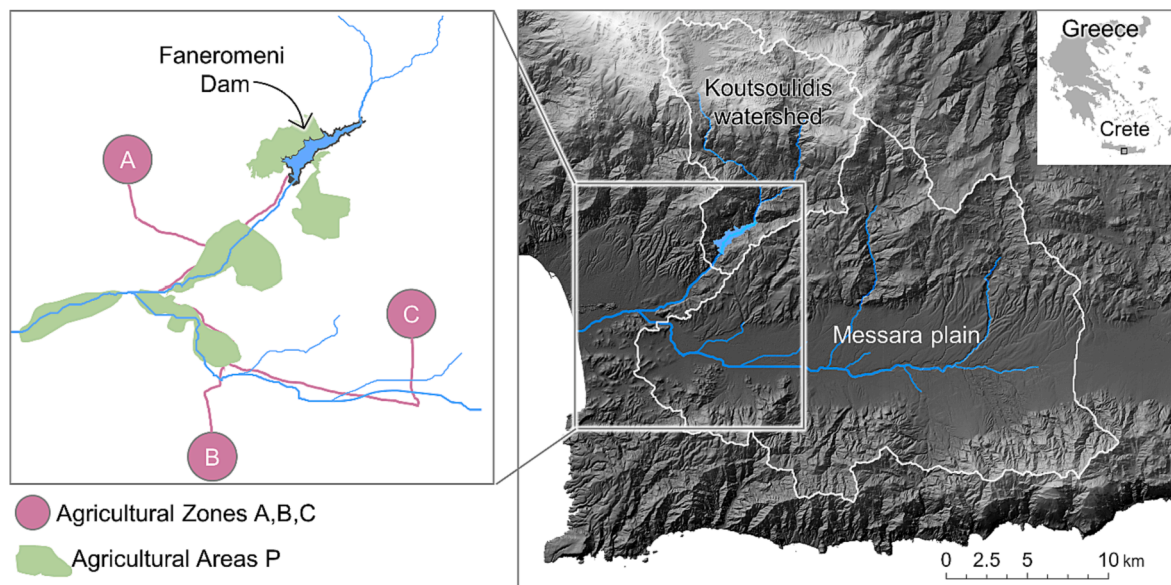 Faneromeni
Dam
A
C
B
Agricultural Zones A,B,C
Agricultural Areas P
Koutsoulidis
watershed
Messara plain
Greece
Crete
0 2.5 5 10 km